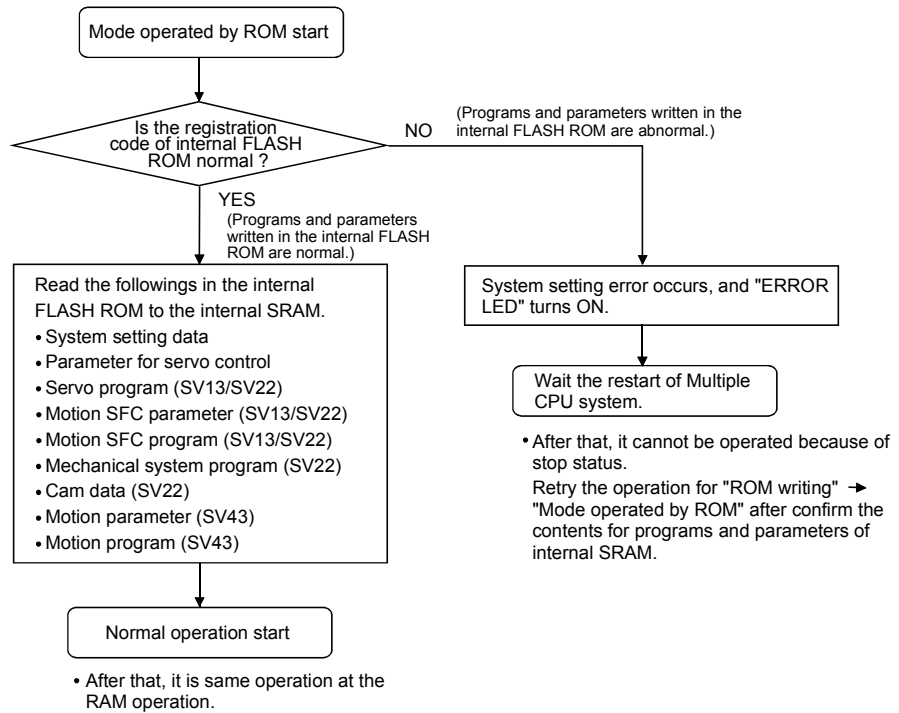 Mode operated by ROM start
Is the registration
code of internal FLASH
ROM normal ?
NO
(Programs and parameters written in the
internal FLASH ROM are abnormal.)
YES
(Programs and parameters
written in the internal FLASH
ROM are normal.)
Read the followings in the internal
FLASH ROM to the internal SRAM.
• System setting data
• Parameter for servo control
• Servo program (SV13/SV22)
• Motion SFC parameter (SV13/SV22)
• Motion SFC program (SV13/SV22)
• Mechanical system program (SV22)
• Cam data (SV22)
• Motion parameter (SV43)
• Motion program (SV43)
System setting error occurs, and "ERROR
LED" turns ON.
Wait the restart of Multiple
CPU system.
• After that, it cannot be operated because of
stop status.
Retry the operation for "ROM writing" →
"Mode operated by ROM" after confirm the
contents for programs and parameters of
internal SRAM.
Normal operation start
• After that, it is same operation at the
RAM operation.